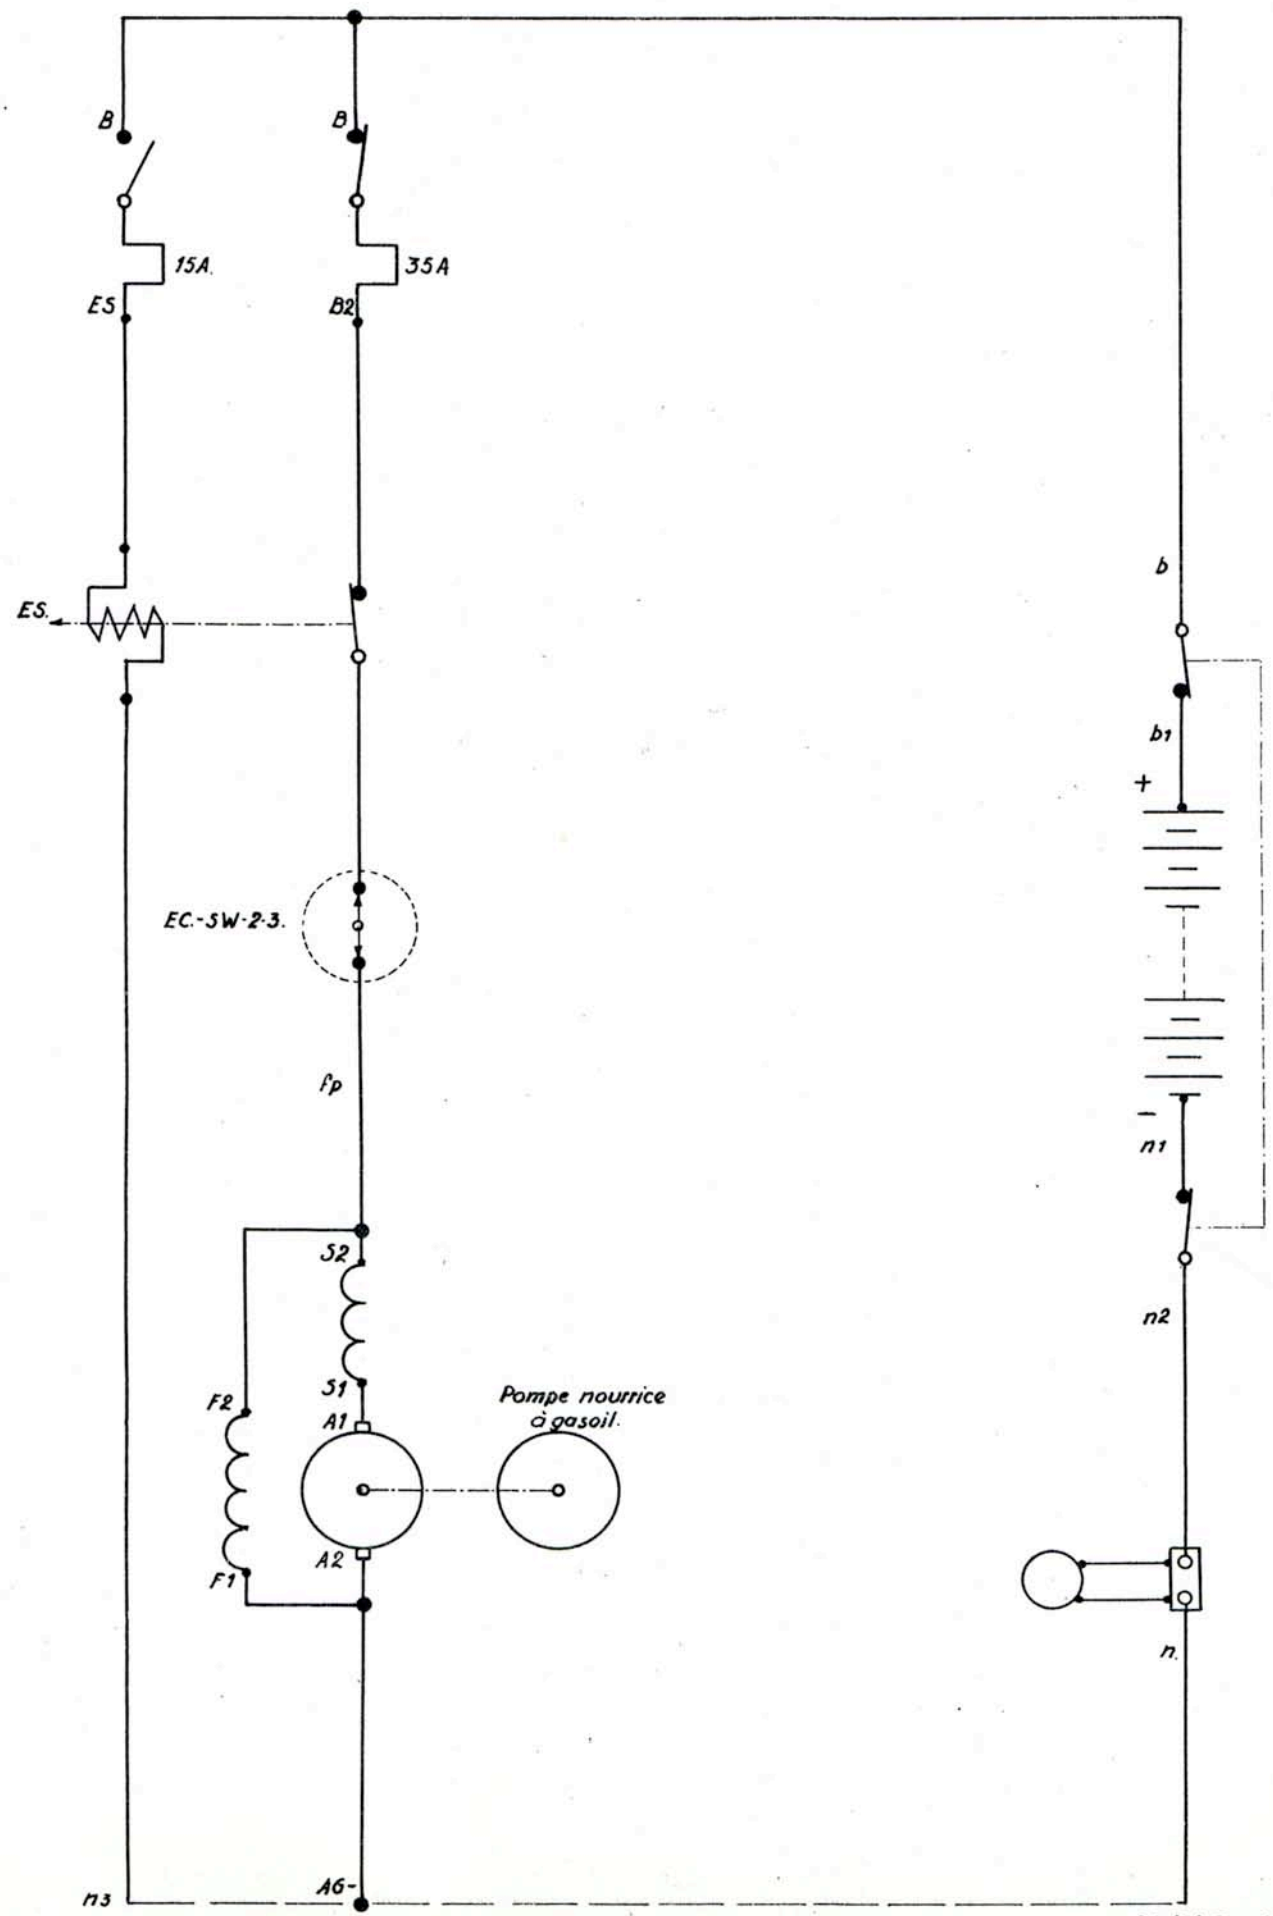 B
B
15A.
35A
ES
B2
b
ES.
b1
+
EC.-SW-2-3.
fp
−
n1
S2
n2
S1
Pompe nourrice
à gasoil.
F2
A1
A2
F1
n.
AG-
n3